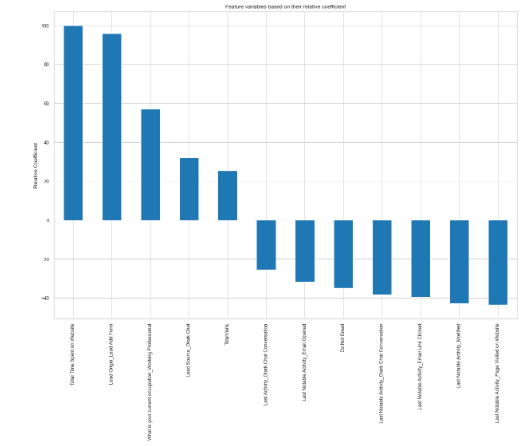 Feature variables based on their relative coefficient
Relative Coefficient
100
80
60
40
20
0
-20
-40
Total Time Spent on Website
Lead Origin_Lead Add Form
What is your current occupation_Working Professional
Lead Source_Olark Chat
TotalVisits
Last Activity_Olark Chat Conversation
Last Notable Activity_Email Opened
Do Not Email
Last Notable Activity_Olark Chat Conversation
Last Notable Activity_Email Link Clicked
Last Notable Activity_Modified
Last Notable Activity_Page Visited on Website